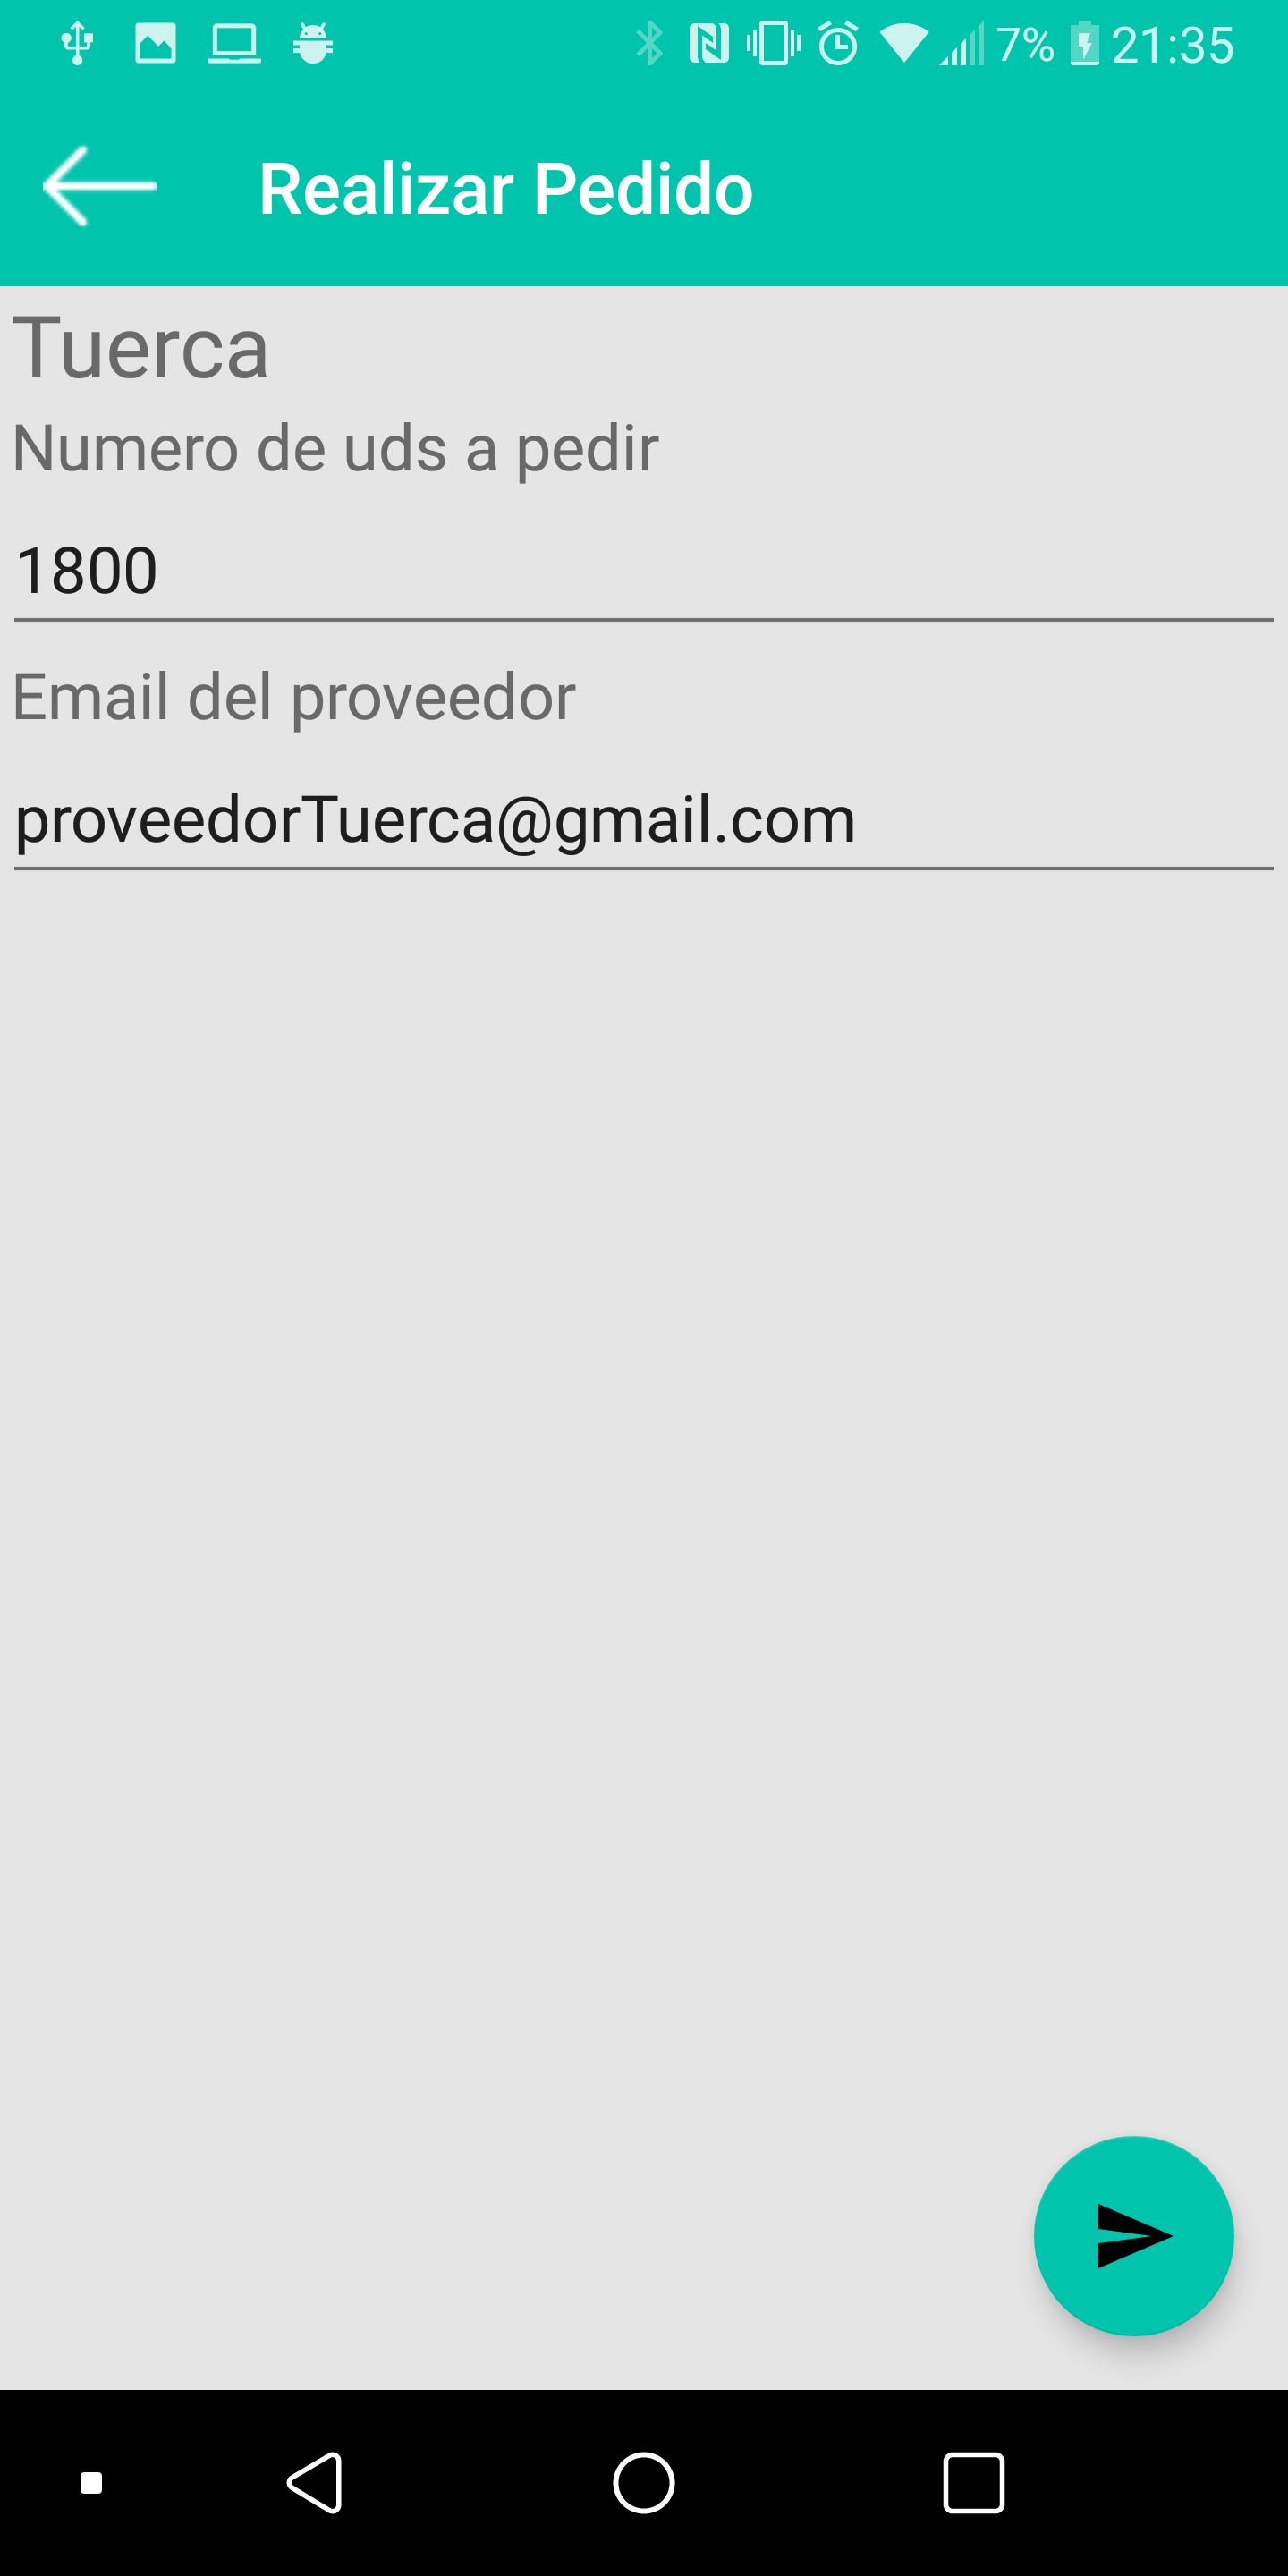 7% 21:35
Realizar Pedido
Tuerca
Numero de uds a pedir
1800
Email del proveedor
proveedorTuerca@gmail.com